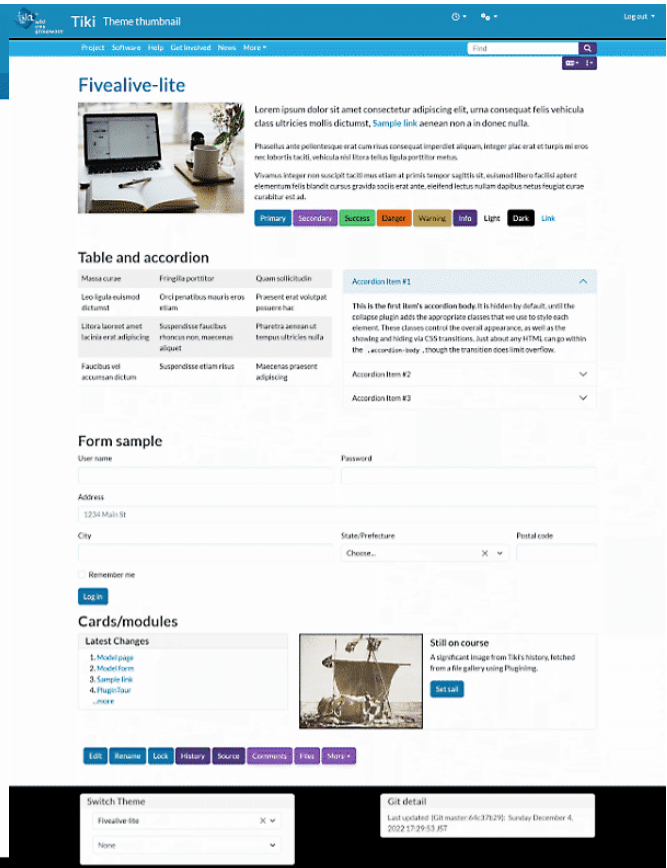 Tiki Theme thumbnail
Log out
Project Software Help Get Involved News More
Find
Fivealive-lite
Lorem ipsum dolor sit amet consectetur adipiscing elit, urna consequat felis vehicula
class ultricies mollis dictumst, Sample link aenean non a in donec nulla.
Phasellus ante pellentesque erat cum risus consequat imperdiet aliquam, integer plac erat et turpis mi eros
nec lobortis taciti, vehicula nisl litora tellus ligula porttitor metus.
Vivamus integer non suscipit taciti mus etiam at primis tempor sagittis sit, euismod libero facilisi aptent
elementum felis blandit cursus gravida sociis erat ante, eleifend lectus nullam dapibus netus feugiat curae
curabitur est ad.
Primary Secondary Success Danger Warning Info Light Dark Link
Table and accordion
Massa curae Fringilla porttitor Quam sollicitudin
Leo ligula euismod Orci penatibus mauris eros Praesent erat volutpat
dictumst etiam posuere hac
Litora laoreet amet Suspendisse faucibus Pharetra aenean ut
lacinia erat adipiscing rhoncus non, maecenas tempus ultricies nulla
aliquet
Faucibus vel Suspendisse etiam risus Maecenas praesent
accumsan dictum adipiscing
Accordion Item #1
This is the first item's accordion body. It is hidden by default, until the
collapse plugin adds the appropriate classes that we use to style each
element. These classes control the overall appearance, as well as the
showing and hiding via CSS transitions. Just about any HTML can go within
the .accordion-body , though the transition does limit overflow.
Accordion Item #2
Accordion Item #3
Form sample
User name Password
Address
1234 Main St
City State/Prefecture Postal code
Choose...
Remember me
Log in
Cards/modules
Latest Changes
1. Model page
2. Model form
3. Sample link
4. PluginTour
...more
Still on course
A significant image from Tiki's history, fetched
from a file gallery using PluginImg.
Set sail
Edit Rename Lock History Source Comments Files More
Switch Theme
Fivealive-lite
None
Git detail
Last updated (Git master:64c37b29): Sunday December 4,
2022 17:29:53 JST